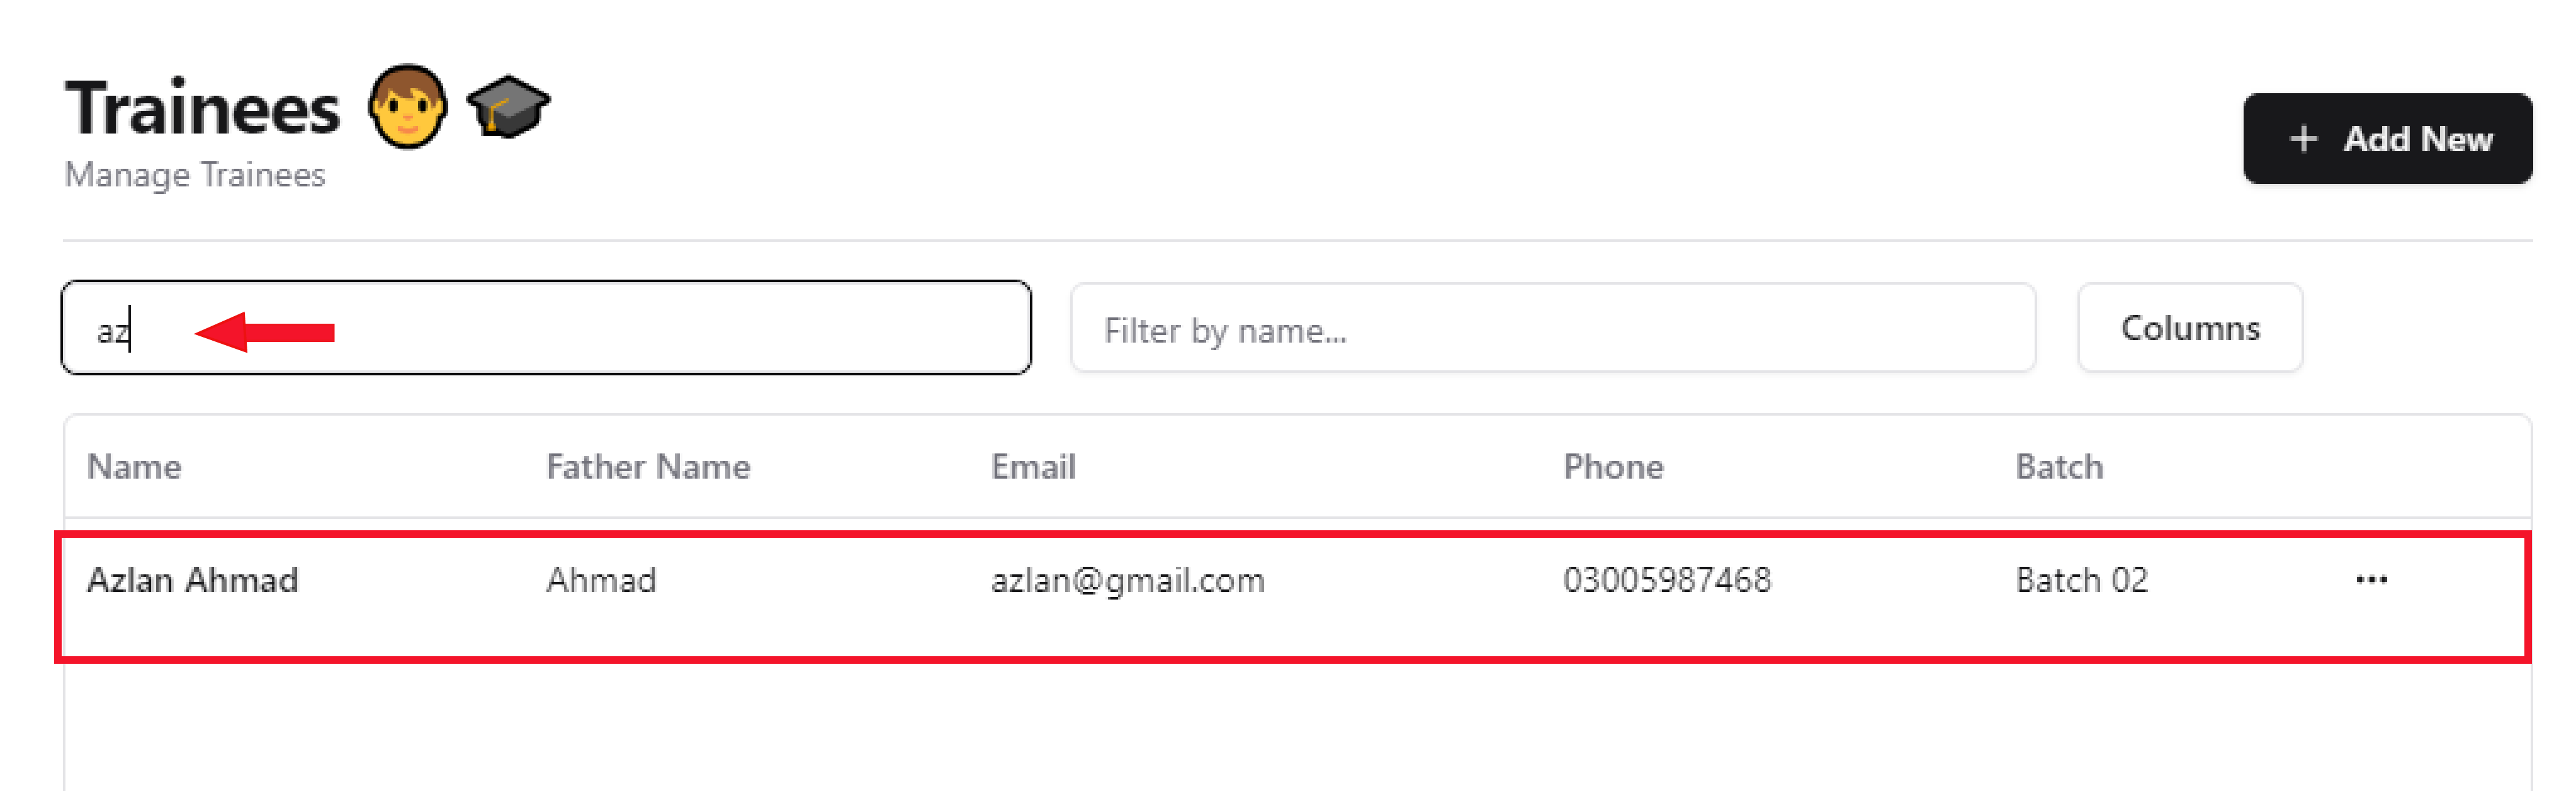 Trainees
Manage Trainees
+ Add New
az
Filter by name...
Columns
Name Father Name Email Phone Batch
Azlan Ahmad Ahmad azlan@gmail.com 03005987468 Batch 02 ...